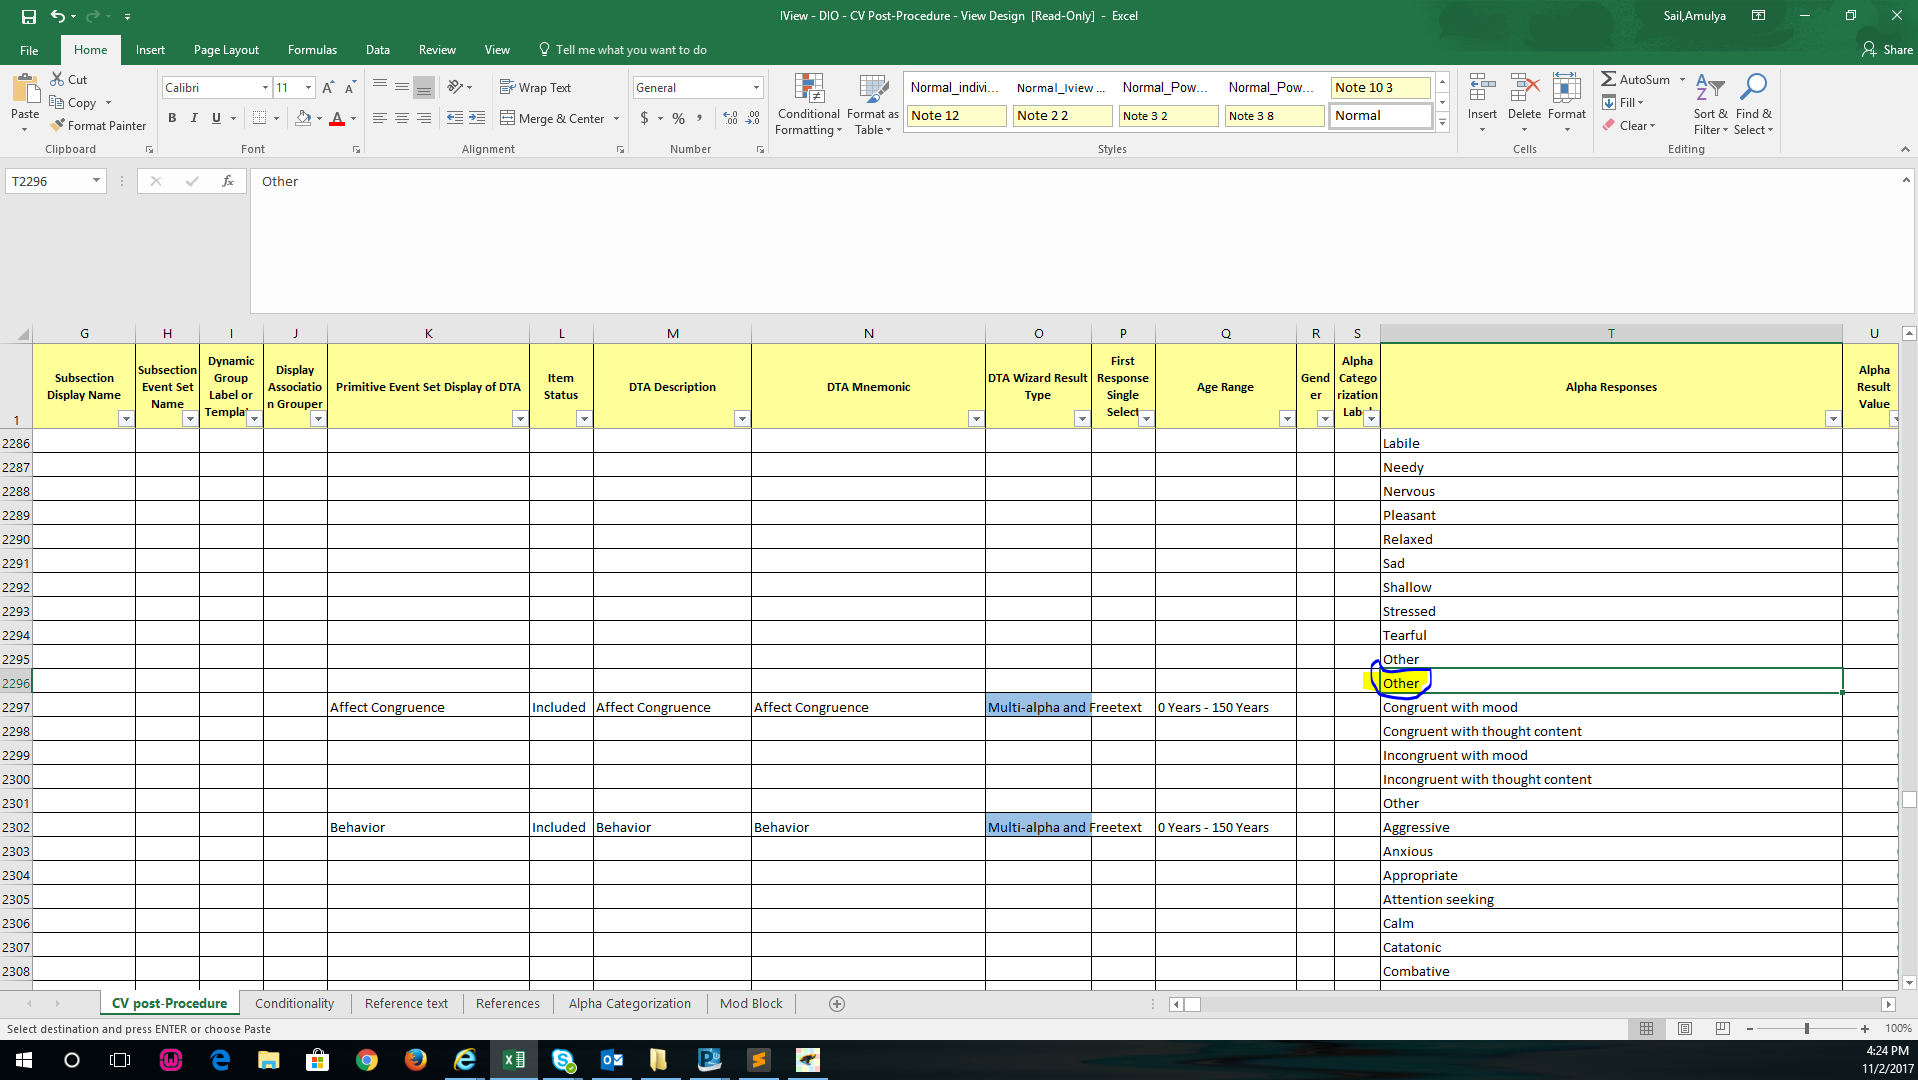 IView - DIO - CV Post-Procedure - View Design [Read-Only] - Excel
Sail,Amulya
File Home Insert Page Layout Formulas Data Review View Tell me what you want to do Share
Paste Cut Copy Format Painter Clipboard
Calibri 11 B I U A A A Font
Wrap Text Merge & Center Alignment
General $ % , Number
Conditional Formatting Format as Table
Normal_indivi... Normal_Iview ... Normal_Pow... Normal_Pow... Note 10 3
Note 12 Note 2 2 Note 3 2 Note 3 8 Normal
Styles
Insert Delete Format Cells
AutoSum Fill Clear Sort & Filter Find & Select Editing
T2296 fx Other
G H I J K L M N O P Q R S T U
1 Subsection Display Name Subsection Event Set Name Dynamic Group Label or Display Associatio n Grouper Primitive Event Set Display of DTA Item Status DTA Description DTA Mnemonic DTA Wizard Result Type First Response Single Select Age Range Gend er Alpha Catego rization Alpha Responses Alpha Result Value
2286 Labile
2287 Needy
2288 Nervous
2289 Pleasant
2290 Relaxed
2291 Sad
2292 Shallow
2293 Stressed
2294 Tearful
2295 Other
2296 Other
2297 Affect Congruence Included Affect Congruence Affect Congruence Multi-alpha and Freetext 0 Years - 150 Years Congruent with mood
2298 Congruent with thought content
2299 Incongruent with mood
2300 Incongruent with thought content
2301 Other
2302 Behavior Included Behavior Behavior Multi-alpha and Freetext 0 Years - 150 Years Aggressive
2303 Anxious
2304 Appropriate
2305 Attention seeking
2306 Calm
2307 Catatonic
2308 Combative
CV post-Procedure Conditionality Reference text References Alpha Categorization Mod Block
Select destination and press ENTER or choose Paste
100%
4:24 PM
11/2/2017